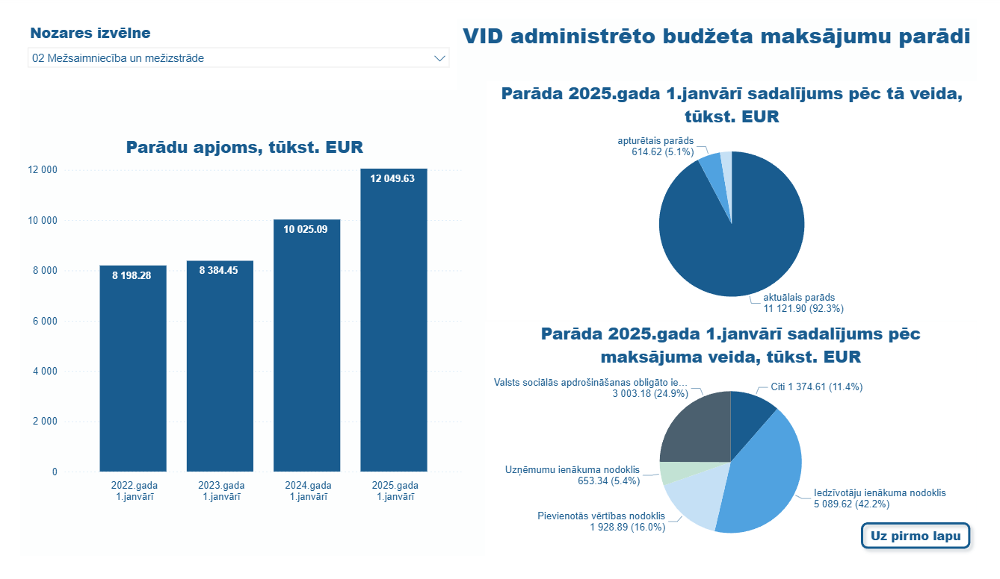 Nozares izvēlne
02 Mežsaimniecība un mežizstrāde
VID administrēto budžeta maksājumu parādi
Parādu apjoms, tūkst. EUR
12 000
10 000
8 000
6 000
4 000
2 000
0
8 198.28
8 384.45
10 025.09
12 049.63
2022.gada
1.janvārī
2023.gada
1.janvārī
2024.gada
1.janvārī
2025.gada
1.janvārī
Parāda 2025.gada 1.janvārī sadalījums pēc tā veida,
tūkst. EUR
apturētais parāds
614.62 (5.1%)
aktuālais parāds
11 121.90 (92.3%)
Parāda 2025.gada 1.janvārī sadalījums pēc
maksājuma veida, tūkst. EUR
Valsts sociālās apdrošināšanas obligāto ie...
3 003.18 (24.9%)
Citi 1 374.61 (11.4%)
Uzņēmumu ienākuma nodoklis
653.34 (5.4%)
Iedzīvotāju ienākuma nodoklis
5 089.62 (42.2%)
Pievienotās vērtības nodoklis
1 928.89 (16.0%)
Uz pirmo lapu